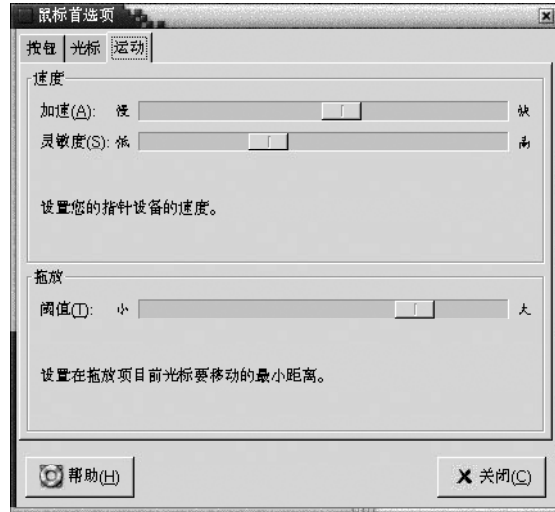 鼠标首选项
按钮 光标 运动
速度
加速(A): 慢 快
灵敏度(S): 低 高
设置您的指针设备的速度。
拖放
阈值(T): 小 大
设置在拖放项目前光标要移动的最小距离。
帮助(H) 关闭(C)